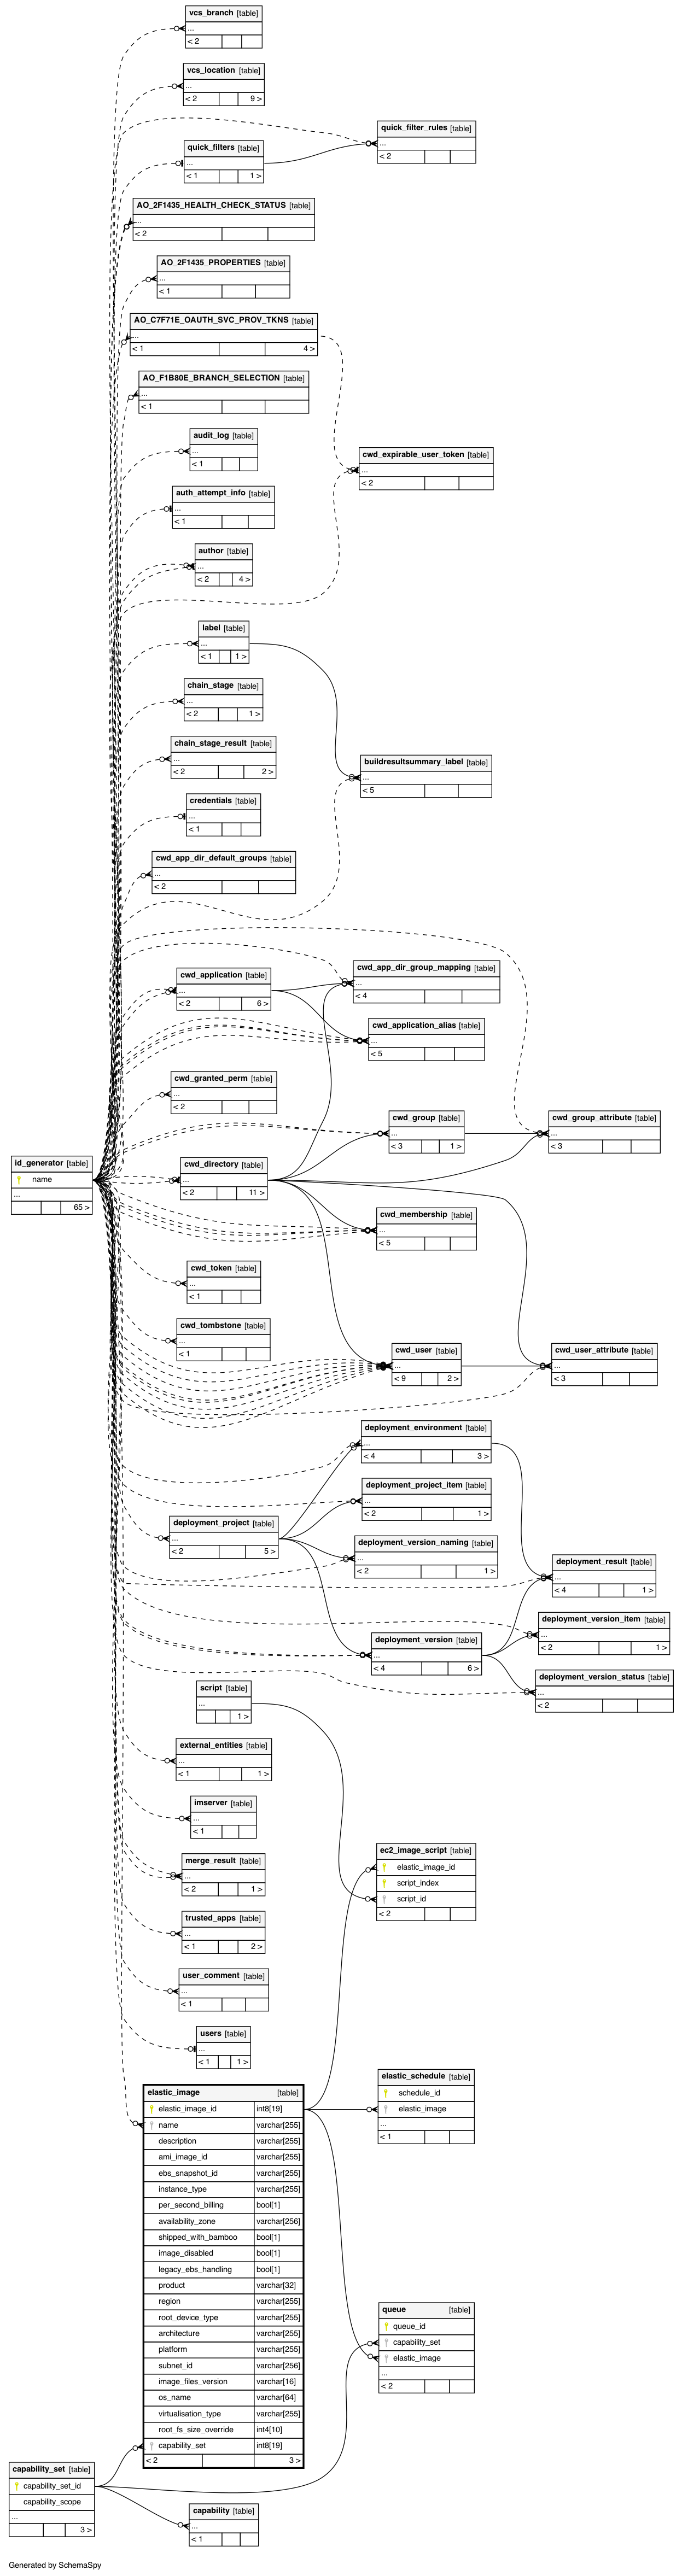 vcs_branch [table]
...
< 2
vcs_location [table]
...
< 2 9 >
quick_filter_rules [table]
...
< 2
quick_filters [table]
...
< 1 1 >
AO_2F1435_HEALTH_CHECK_STATUS [table]
...
< 2
AO_2F1435_PROPERTIES [table]
...
< 1
AO_C7F71E_OAUTH_SVC_PROV_TKNS [table]
...
< 1 4 >
AO_F1B80E_BRANCH_SELECTION [table]
...
< 1
audit_log [table]
...
< 1
cwd_expirable_user_token [table]
...
< 2
auth_attempt_info [table]
...
< 1
author [table]
...
< 2 4 >
label [table]
...
< 1 1 >
chain_stage [table]
...
< 2 1 >
chain_stage_result [table]
...
< 2 2 >
buildresultsummary_label [table]
...
< 5
credentials [table]
...
< 1
cwd_app_dir_default_groups [table]
...
< 2
cwd_application [table]
...
< 2 6 >
cwd_app_dir_group_mapping [table]
...
< 4
cwd_application_alias [table]
...
< 5
cwd_granted_perm [table]
...
< 2
cwd_group [table]
...
< 3 1 >
cwd_group_attribute [table]
...
< 3
id_generator [table]
name
...
65 >
cwd_directory [table]
...
< 2 11 >
cwd_membership [table]
...
< 5
cwd_token [table]
...
< 1
cwd_tombstone [table]
...
< 1
cwd_user [table]
...
< 9 2 >
cwd_user_attribute [table]
...
< 3
deployment_environment [table]
...
< 4 3 >
deployment_project_item [table]
...
< 2 1 >
deployment_project [table]
...
< 2 5 >
deployment_version_naming [table]
...
< 2 1 >
deployment_result [table]
...
< 4 1 >
deployment_version_item [table]
...
< 2 1 >
deployment_version [table]
...
< 4 6 >
deployment_version_status [table]
...
< 2
script [table]
...
1 >
external_entities [table]
...
< 1 1 >
imserver [table]
...
< 1
ec2_image_script [table]
elastic_image_id
script_index
script_id
< 2
merge_result [table]
...
< 2 1 >
trusted_apps [table]
...
< 1 2 >
user_comment [table]
...
< 1
users [table]
...
< 1 1 >
elastic_schedule [table]
schedule_id
elastic_image
...
< 1
elastic_image [table]
elastic_image_id int8[19]
name varchar[255]
description varchar[255]
ami_image_id varchar[255]
ebs_snapshot_id varchar[255]
instance_type varchar[255]
per_second_billing bool[1]
availability_zone varchar[256]
shipped_with_bamboo bool[1]
image_disabled bool[1]
legacy_ebs_handling bool[1]
product varchar[32]
region varchar[255]
root_device_type varchar[255]
architecture varchar[255]
platform varchar[255]
subnet_id varchar[256]
image_files_version varchar[16]
os_name varchar[64]
virtualisation_type varchar[255]
root_fs_size_override int4[10]
capability_set int8[19]
< 2 3 >
queue [table]
queue_id
capability_set
elastic_image
...
< 2
capability_set [table]
capability_set_id
capability_scope
...
3 >
capability [table]
...
< 1
Generated by SchemaSpy